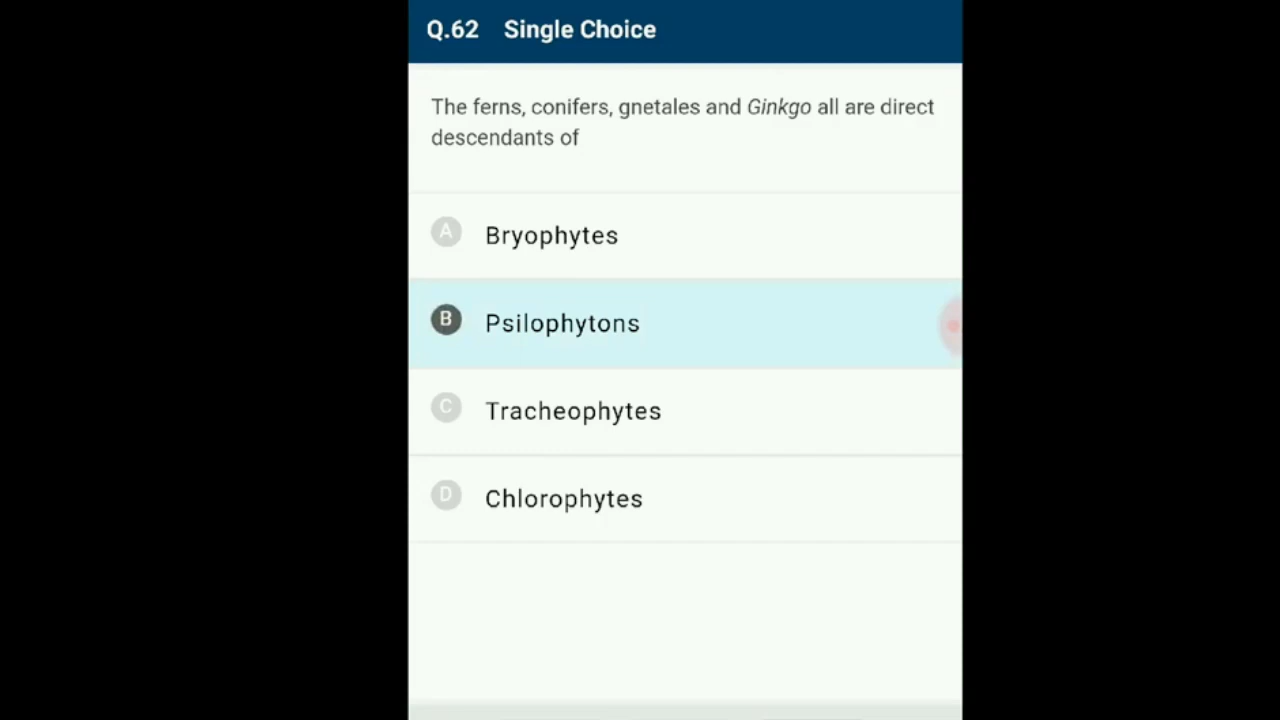 Q.62 Single Choice
The ferns, conifers, gnetales and Ginkgo all are direct
descendants of
A Bryophytes
B Psilophytons
C Tracheophytes
D Chlorophytes